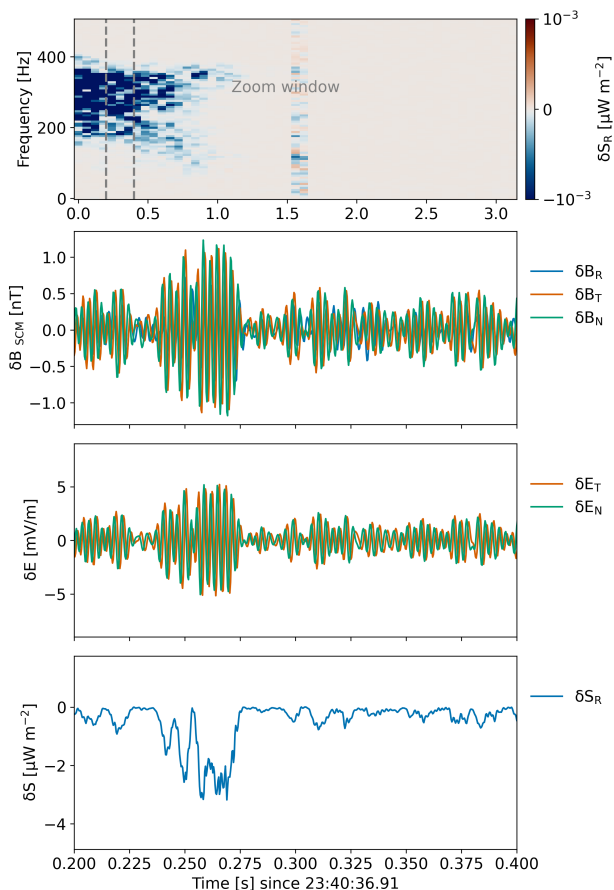 Frequency [Hz]
400
200
0
Zoom window
0.0 0.5 1.0 1.5 2.0 2.5 3.0
10⁻³
0
−10⁻³
δS_R [μW m⁻²]
δB SCM [nT]
1.0
0.5
0.0
−0.5
−1.0
δB_R
δB_T
δB_N
δE [mV/m]
5
0
−5
δE_T
δE_N
δS [μW m⁻²]
0
−2
−4
δS_R
0.200 0.225 0.250 0.275 0.300 0.325 0.350 0.375 0.400
Time [s] since 23:40:36.91